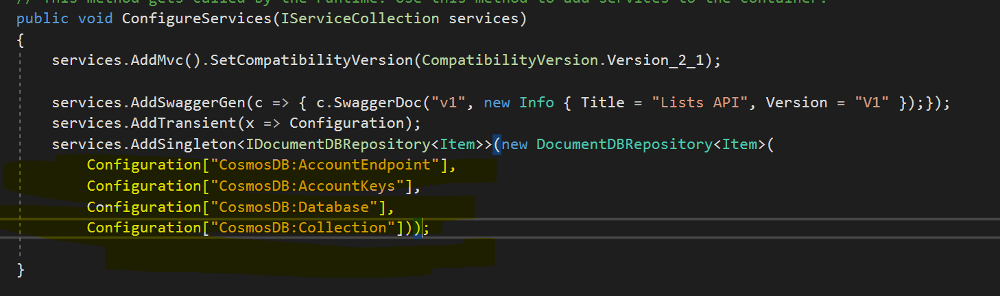 // This method gets called by the runtime. Use this method to add services to the container.
public void ConfigureServices(IServiceCollection services)
{
services.AddMvc().SetCompatibilityVersion(CompatibilityVersion.Version_2_1);
services.AddSwaggerGen(c => { c.SwaggerDoc("v1", new Info { Title = "Lists API", Version = "V1" });});
services.AddTransient(x => Configuration);
services.AddSingleton<IDocumentDBRepository<Item>>(new DocumentDBRepository<Item>(
Configuration["CosmosDB:AccountEndpoint"],
Configuration["CosmosDB:AccountKeys"],
Configuration["CosmosDB:Database"],
Configuration["CosmosDB:Collection"]));
}